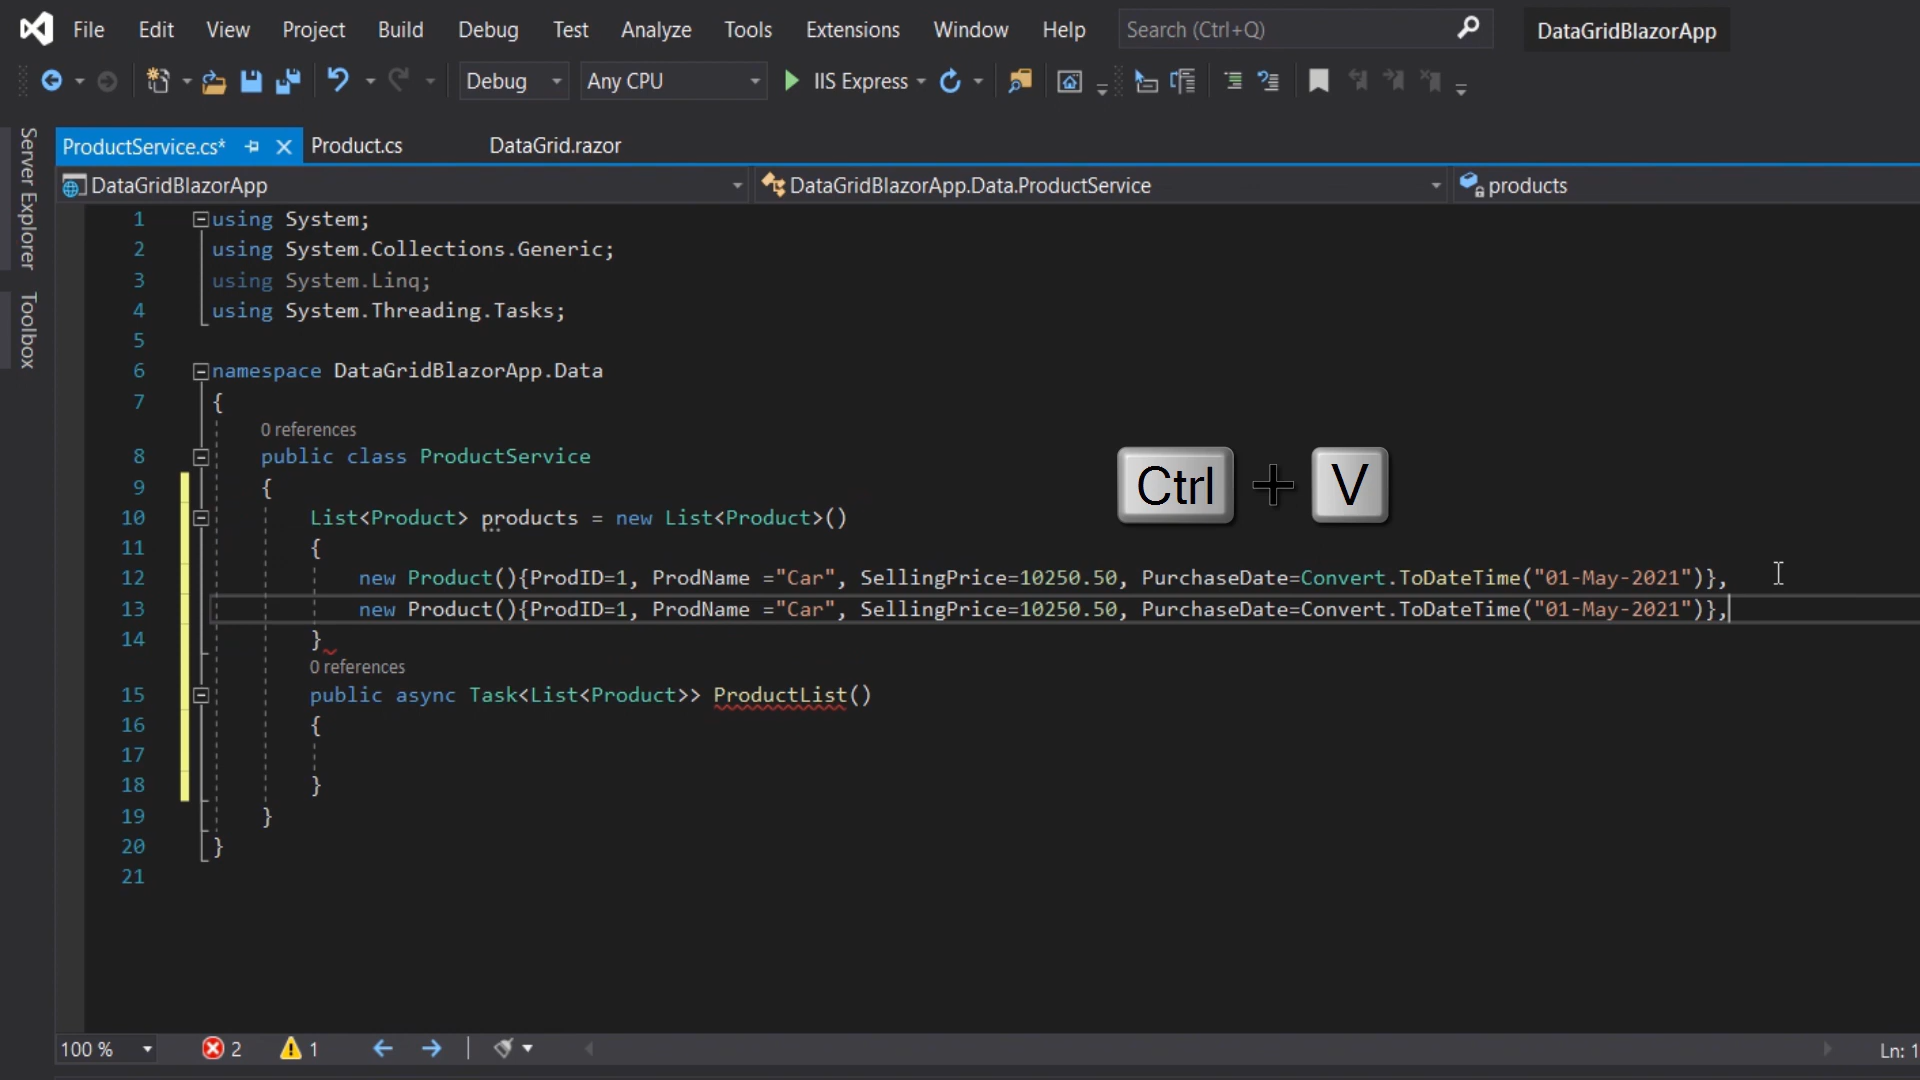 File Edit View Project Build Debug Test Analyze Tools Extensions Window Help Search (Ctrl+Q) DataGridBlazorApp
Debug Any CPU IIS Express
Server Explorer
Toolbox
ProductService.cs* Product.cs DataGrid.razor
DataGridBlazorApp DataGridBlazorApp.Data.ProductService products
1 using System;
2 using System.Collections.Generic;
3 using System.Linq;
4 using System.Threading.Tasks;
5
6 namespace DataGridBlazorApp.Data
7 {
0 references
8 public class ProductService
9 {
Ctrl + V
10 List<Product> products = new List<Product>()
11 {
12 new Product(){ProdID=1, ProdName ="Car", SellingPrice=10250.50, PurchaseDate=Convert.ToDateTime("01-May-2021")},
13 new Product(){ProdID=1, ProdName ="Car", SellingPrice=10250.50, PurchaseDate=Convert.ToDateTime("01-May-2021")},
14 }
0 references
15 public async Task<List<Product>> ProductList()
16 {
17
18 }
19 }
20 }
21
100 % 2 1 Ln: 1